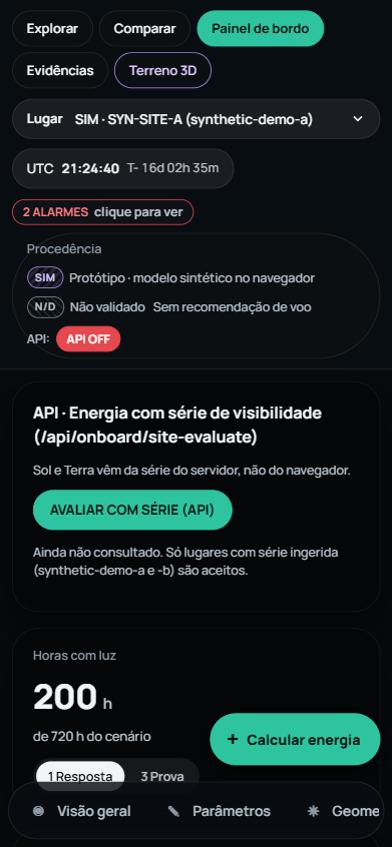 Explorar
Comparar
Painel de bordo
Evidências
Terreno 3D
Lugar SIM · SYN-SITE-A (synthetic-demo-a)
UTC 21:24:40 T- 16d 02h 35m
2 ALARMES clique para ver
Procedência
SIM Protótipo · modelo sintético no navegador
N/D Não validado Sem recomendação de voo
API: API OFF
API · Energia com série de visibilidade
(/api/onboard/site-evaluate)
Sol e Terra vêm da série do servidor, não do navegador.
AVALIAR COM SÉRIE (API)
Ainda não consultado. Só lugares com série ingerida
(synthetic-demo-a e -b) são aceitos.
Horas com luz
200 h
de 720 h do cenário
+ Calcular energia
1 Resposta
3 Prova
Visão geral
Parâmetros
Geome